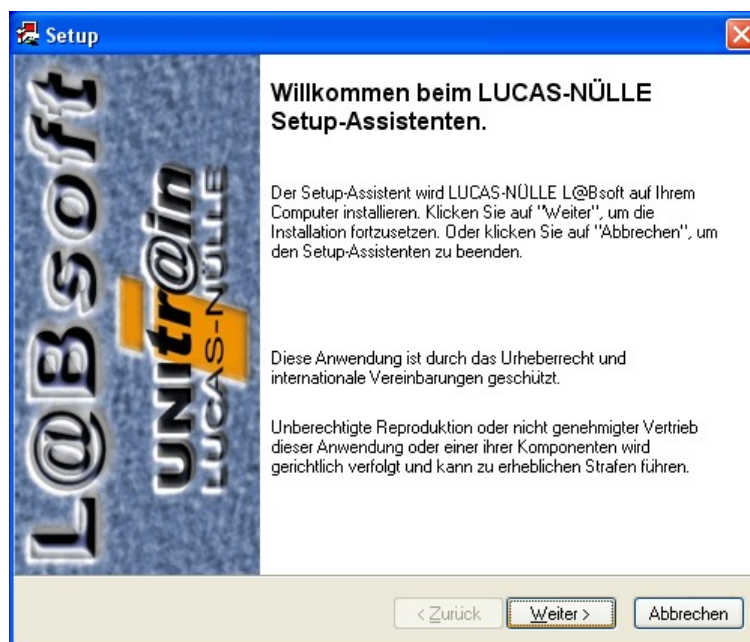 Setup
L@Bsoft
UNItr@in
LUCAS-NÜLLE
Willkommen beim LUCAS-NÜLLE
Setup-Assistenten.
Der Setup-Assistent wird LUCAS-NÜLLE L@Bsoft auf Ihrem
Computer installieren. Klicken Sie auf "Weiter", um die
Installation fortzusetzen. Oder klicken Sie auf "Abbrechen", um
den Setup-Assistenten zu beenden.
Diese Anwendung ist durch das Urheberrecht und
internationale Vereinbarungen geschützt.
Unberechtigte Reproduktion oder nicht genehmigter Vertrieb
dieser Anwendung oder einer ihrer Komponenten wird
gerichtlich verfolgt und kann zu erheblichen Strafen führen.
< Zurück Weiter > Abbrechen